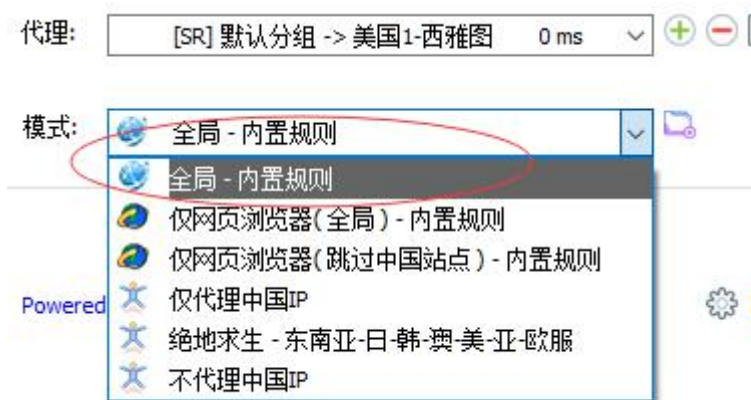 代理: [SR] 默认分组 -> 美国1-西雅图 0 ms
模式: 全局 - 内置规则
全局 - 内置规则
仅网页浏览器(全局) - 内置规则
仅网页浏览器(跳过中国站点) - 内置规则
仅代理中国IP
绝地求生 - 东南亚-日-韩-澳-美-亚-欧服
不代理中国IP
Powered